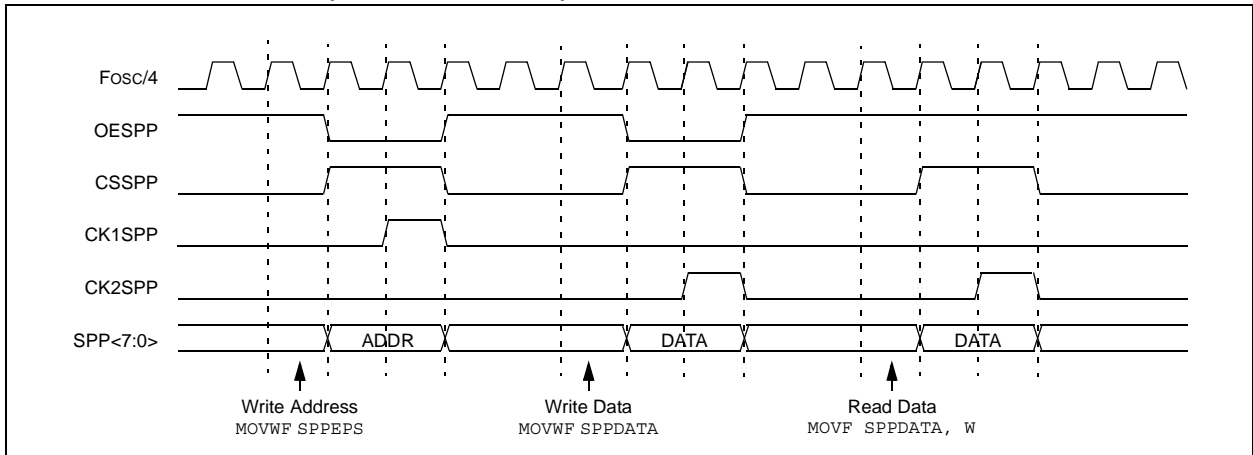 Fosc/4
OESPP
CSSPP
CK1SPP
CK2SPP
SPP<7:0>
ADDR
DATA
DATA
Write Address
MOVWF SPPEPS
Write Data
MOVWF SPPDATA
Read Data
MOVF SPPDATA, W